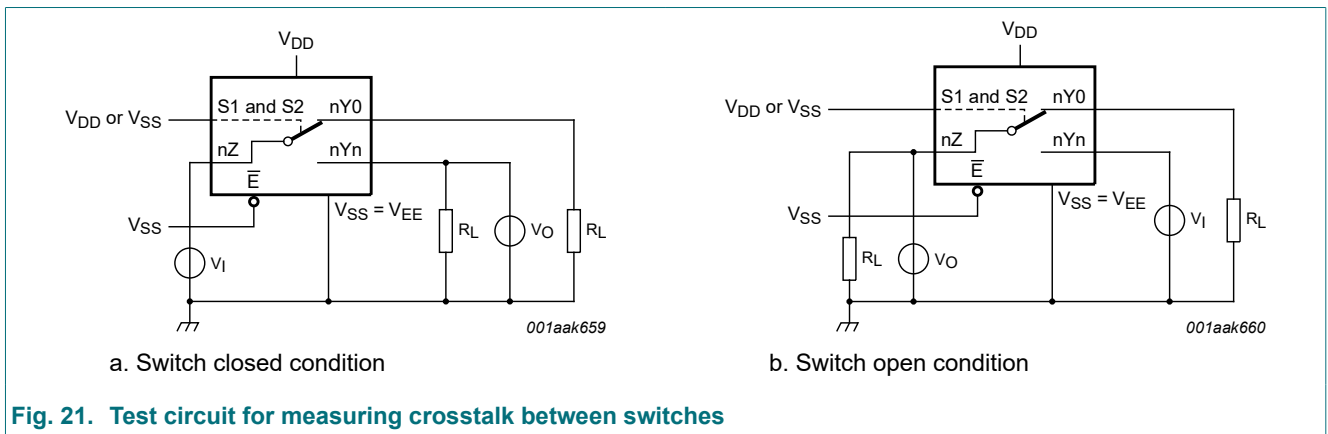 VDD
S1 and S2 nY0
VDD or VSS
nZ nYn
E
VSS = VEE
VSS
RL VO RL
VI
001aak659
a. Switch closed condition
VDD
S1 and S2 nY0
VDD or VSS
nZ nYn
E
VSS = VEE
VSS
VI RL
RL VO
001aak660
b. Switch open condition
Fig. 21. Test circuit for measuring crosstalk between switches